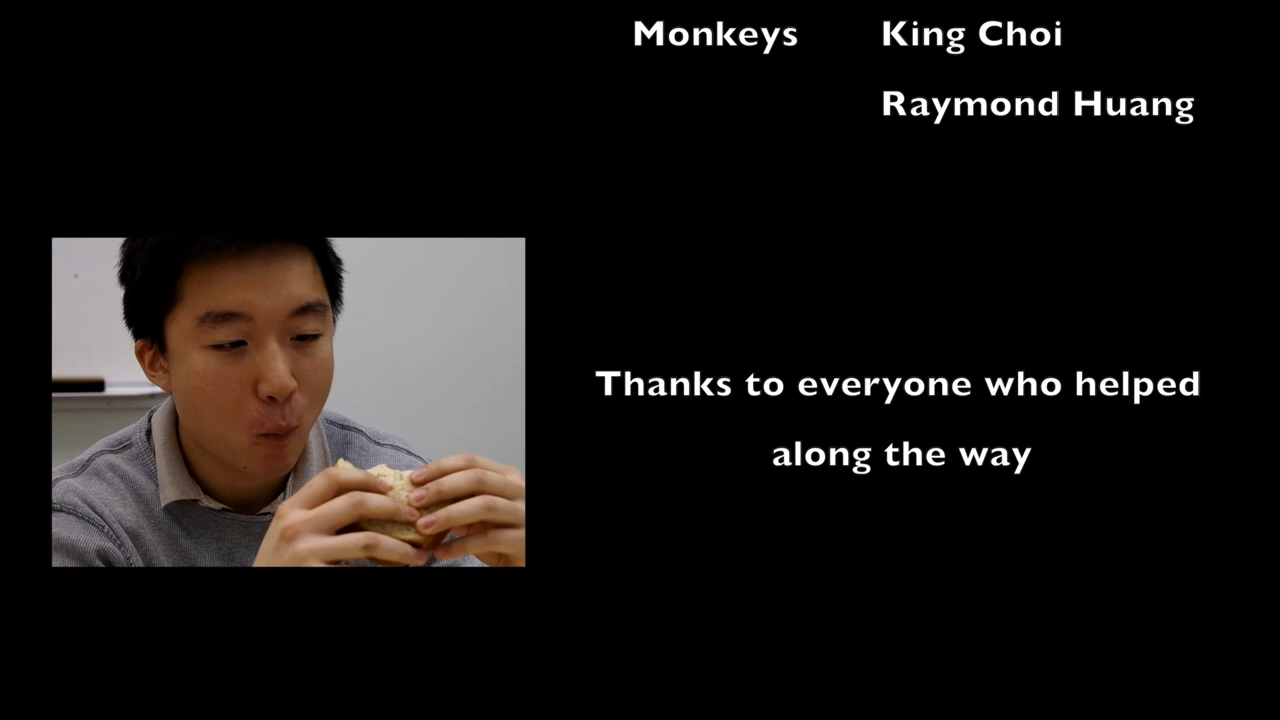 Monkeys King Choi
Raymond Huang
Thanks to everyone who helped
along the way